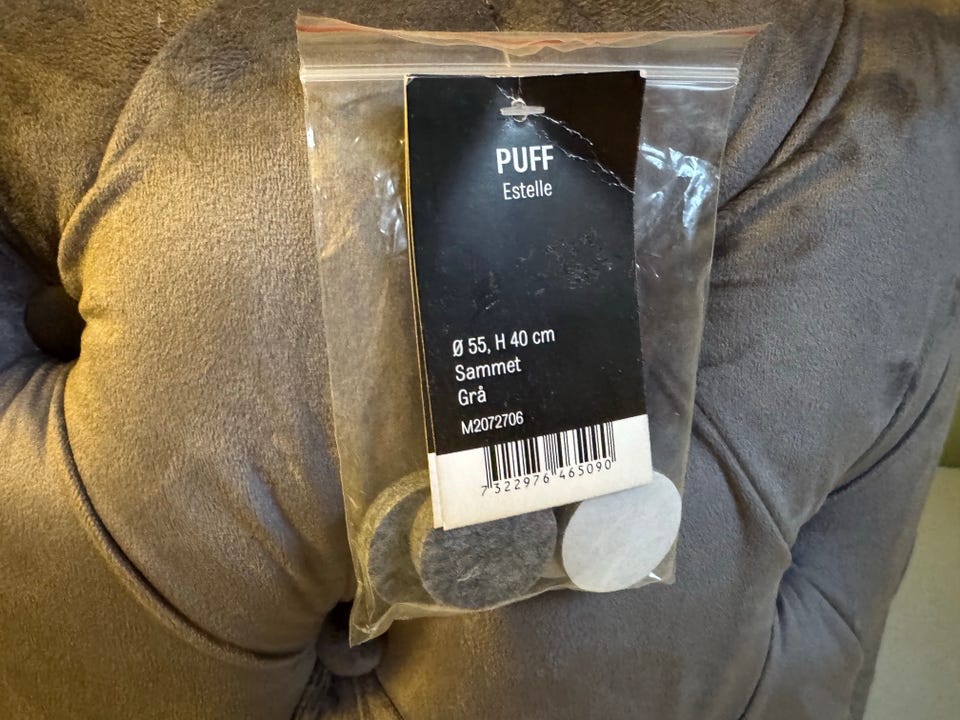 PUFF
Estelle
Ø 55, H 40 cm
Sammet
Grå
M2072706
7 322976 465090